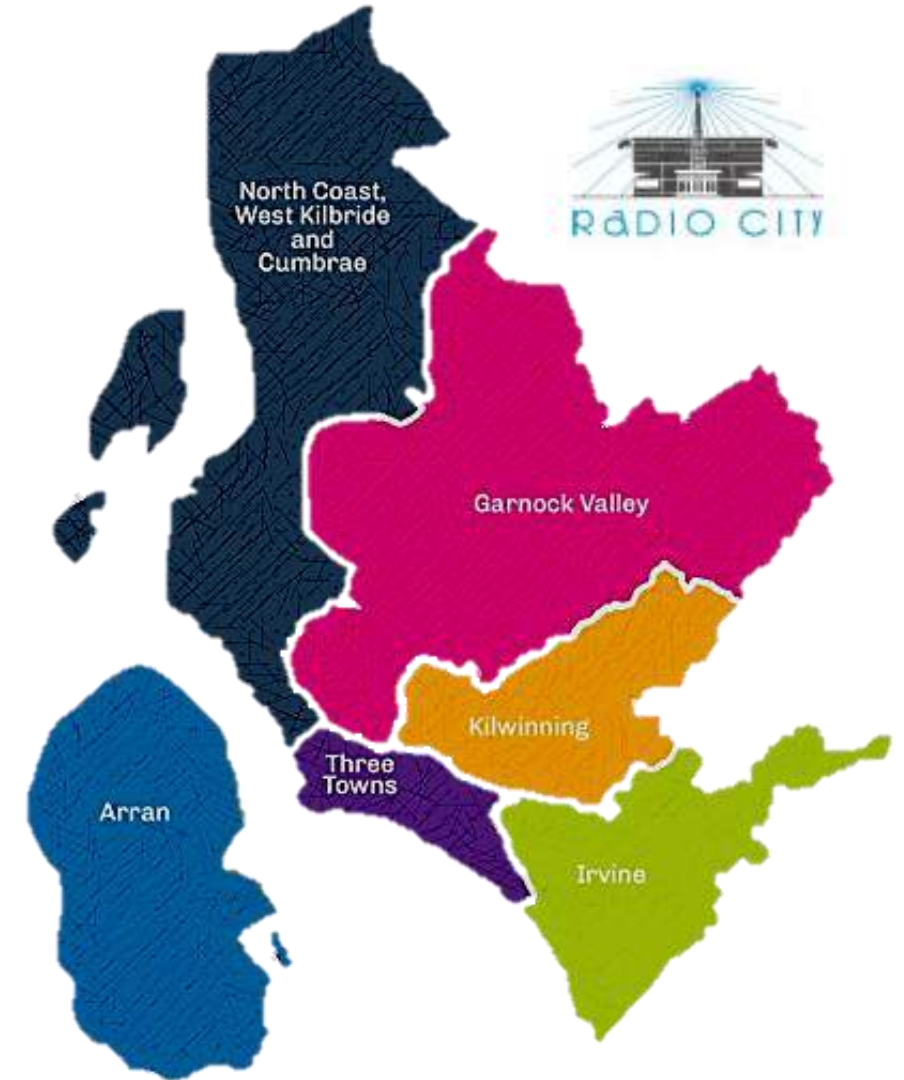 North Coast,
West Kilbride
and
Cumbrae
RADIO CITY
Garnock Valley
Kilwinning
Three
Towns
Arran
Irvine